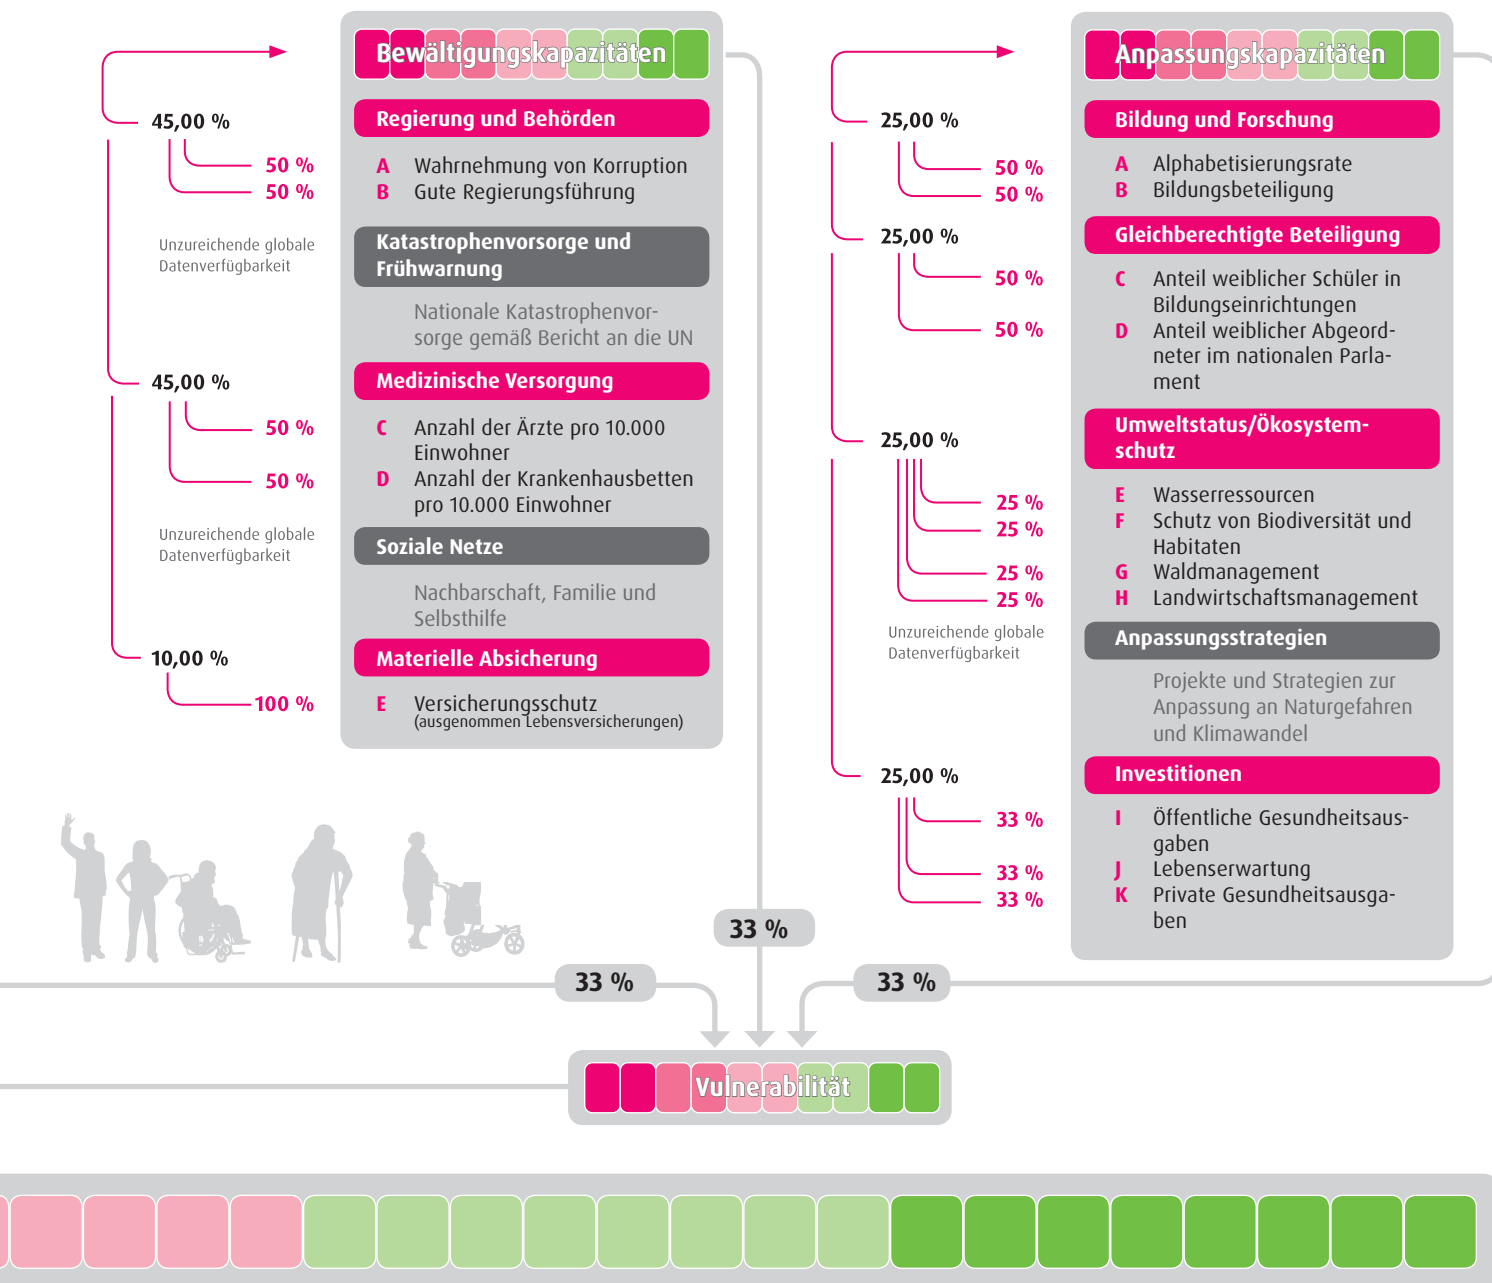 Bewältigungskapazitäten
45,00 %
Regierung und Behörden
50 %
A Wahrnehmung von Korruption
50 %
B Gute Regierungsführung
Unzureichende globale
Datenverfügbarkeit
Katastrophenvorsorge und
Frühwarnung
Nationale Katastrophenvor-
sorge gemäß Bericht an die UN
45,00 %
Medizinische Versorgung
50 %
C Anzahl der Ärzte pro 10.000
Einwohner
50 %
D Anzahl der Krankenhausbetten
pro 10.000 Einwohner
Unzureichende globale
Datenverfügbarkeit
Soziale Netze
Nachbarschaft, Familie und
Selbsthilfe
10,00 %
Materielle Absicherung
100 %
E Versicherungsschutz
(ausgenommen Lebensversicherungen)
Anpassungskapazitäten
25,00 %
Bildung und Forschung
50 %
A Alphabetisierungsrate
50 %
B Bildungsbeteiligung
25,00 %
Gleichberechtigte Beteiligung
50 %
C Anteil weiblicher Schüler in
Bildungseinrichtungen
50 %
D Anteil weiblicher Abgeord-
neter im nationalen Parla-
ment
25,00 %
Umweltstatus/Ökosystem-
schutz
25 %
E Wasserressourcen
25 %
F Schutz von Biodiversität und
Habitaten
25 %
G Waldmanagement
25 %
H Landwirtschaftsmanagement
Unzureichende globale
Datenverfügbarkeit
Anpassungsstrategien
Projekte und Strategien zur
Anpassung an Naturgefahren
und Klimawandel
25,00 %
Investitionen
33 %
I Öffentliche Gesundheitsaus-
gaben
33 %
J Lebenserwartung
33 %
K Private Gesundheitsausga-
ben
33 %
33 %
33 %
Vulnerabilität